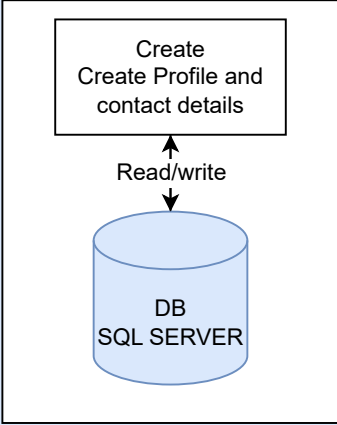 Create
Create Profile and
contact details
Read/write
DB
SQL SERVER